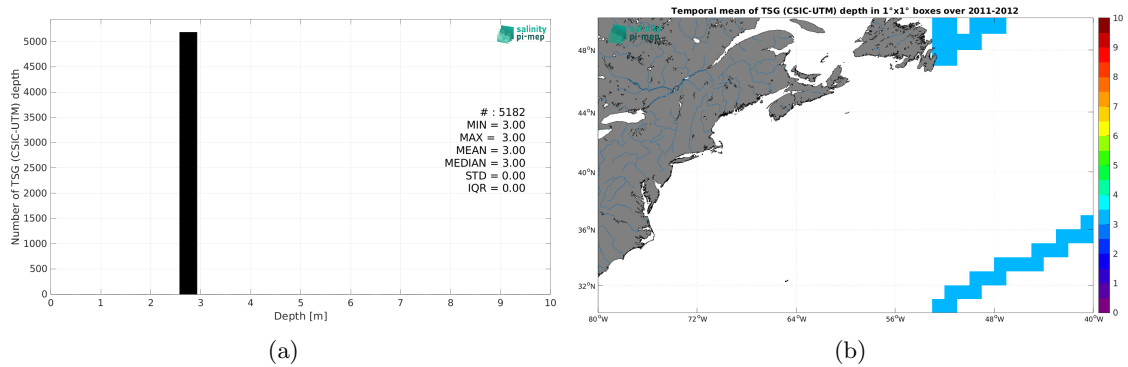 salinity
pi-mep
# : 5182
MIN = 3.00
MAX = 3.00
MEAN = 3.00
MEDIAN = 3.00
STD = 0.00
IQR = 0.00
Number of TSG (CSIC-UTM) depth
5000
4500
4000
3500
3000
2500
2000
1500
1000
500
0
0 1 2 3 4 5 6 7 8 9 10
Depth [m]
(a)
Temporal mean of TSG (CSIC-UTM) depth in 1°x1° boxes over 2011-2012
salinity
pi-mep
48°N
44°N
40°N
36°N
32°N
80°W 72°W 64°W 56°W 48°W 40°W
10
9
8
7
6
5
4
3
2
1
0
(b)